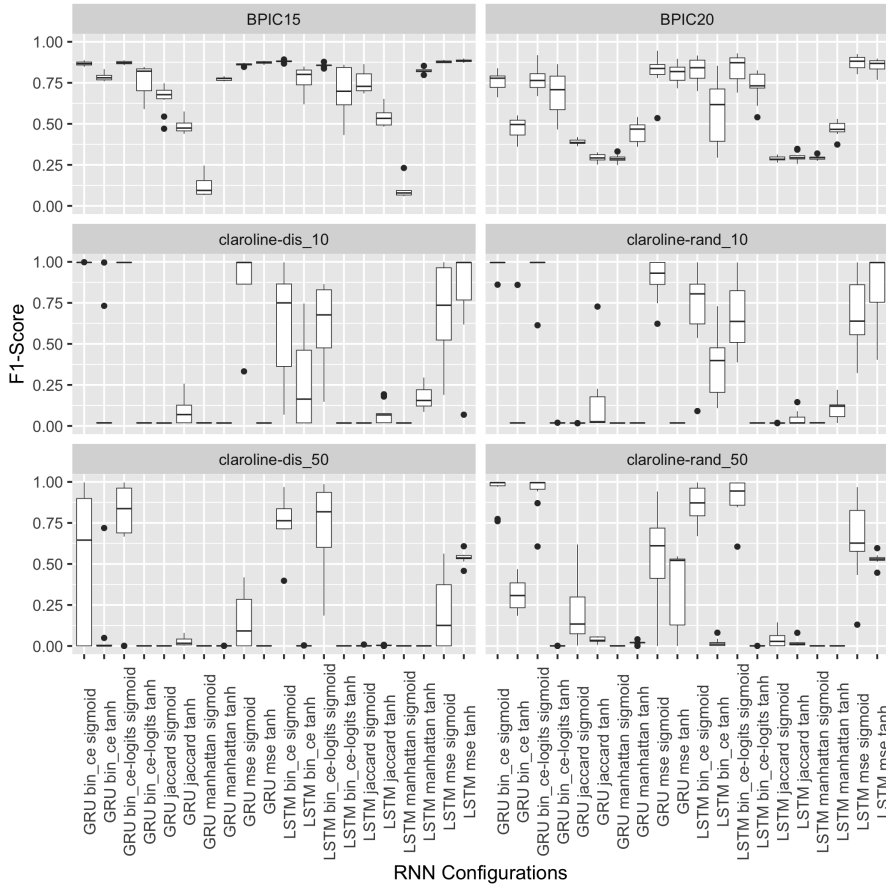 BPIC15
BPIC20
1.00
0.75
0.50
0.25
0.00
claroline-dis_10
claroline-rand_10
1.00
0.75
0.50
0.25
0.00
F1-Score
claroline-dis_50
claroline-rand_50
1.00
0.75
0.50
0.25
0.00
GRU bin_ce sigmoid
GRU bin_ce tanh
GRU bin_ce-logits sigmoid
GRU bin_ce-logits tanh
GRU jaccard sigmoid
GRU jaccard tanh
GRU manhattan sigmoid
GRU manhattan tanh
GRU mse sigmoid
GRU mse tanh
LSTM bin_ce sigmoid
LSTM bin_ce tanh
LSTM bin_ce-logits sigmoid
LSTM bin_ce-logits tanh
LSTM jaccard sigmoid
LSTM jaccard tanh
LSTM manhattan sigmoid
LSTM manhattan tanh
LSTM mse sigmoid
LSTM mse tanh
GRU bin_ce sigmoid
GRU bin_ce tanh
GRU bin_ce-logits sigmoid
GRU bin_ce-logits tanh
GRU jaccard sigmoid
GRU jaccard tanh
GRU manhattan sigmoid
GRU manhattan tanh
GRU mse sigmoid
GRU mse tanh
LSTM bin_ce sigmoid
LSTM bin_ce tanh
LSTM bin_ce-logits sigmoid
LSTM bin_ce-logits tanh
LSTM jaccard sigmoid
LSTM jaccard tanh
LSTM manhattan sigmoid
LSTM manhattan tanh
LSTM mse sigmoid
LSTM mse tanh
RNN Configurations